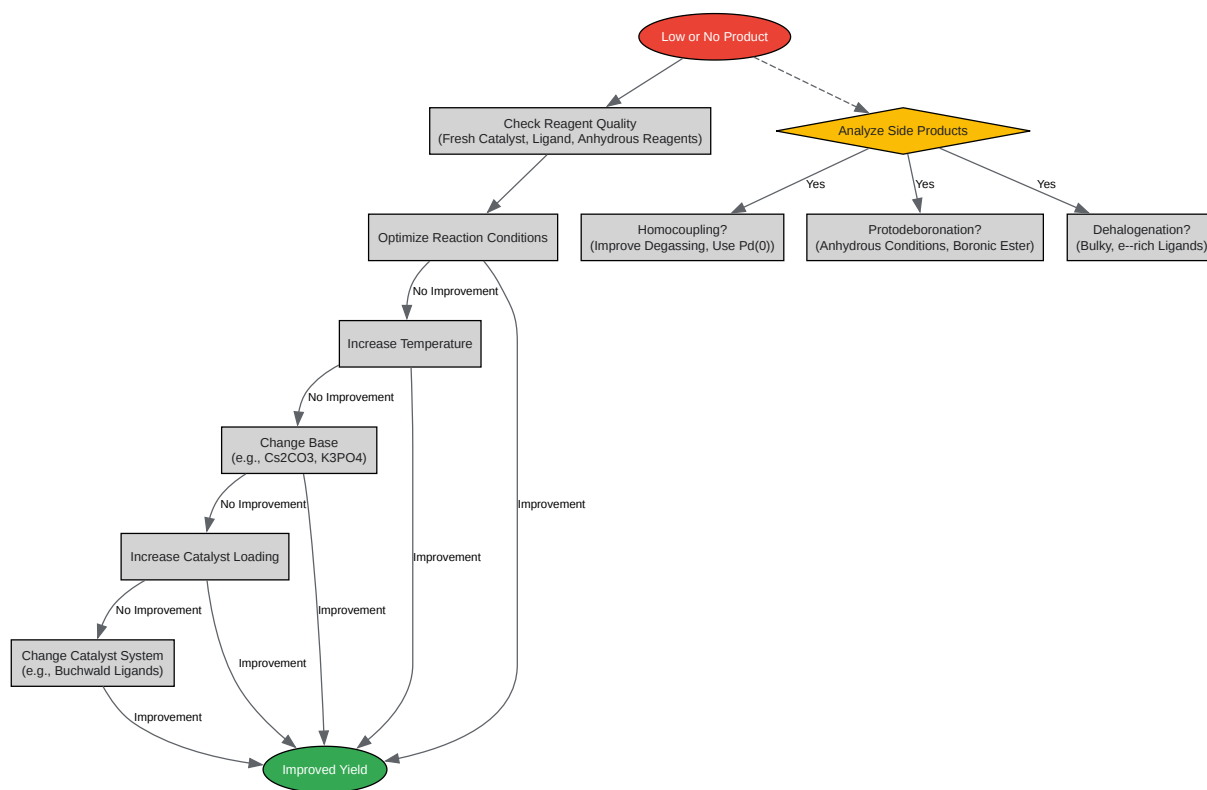 Low or No Product
Check Reagent Quality
(Fresh Catalyst, Ligand, Anhydrous Reagents)
Analyze Side Products
Yes
Yes
Yes
Optimize Reaction Conditions
Homocoupling?
(Improve Degassing, Use Pd(0))
Protodeboronation?
(Anhydrous Conditions, Boronic Ester)
Dehalogenation?
(Bulky, e--rich Ligands)
No Improvement
Increase Temperature
No Improvement
Change Base
(e.g., Cs2CO3, K3PO4)
No Improvement
Improvement
Increase Catalyst Loading
Improvement
No Improvement
Improvement
Change Catalyst System
(e.g., Buchwald Ligands)
Improvement
Improvement
Improved Yield